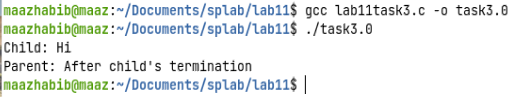 maazhabib@maaz:~/Documents/splab/lab11$ gcc lab11task3.c -o task3.0
maazhabib@maaz:~/Documents/splab/lab11$ ./task3.0
Child: Hi
Parent: After child's termination
maazhabib@maaz:~/Documents/splab/lab11$